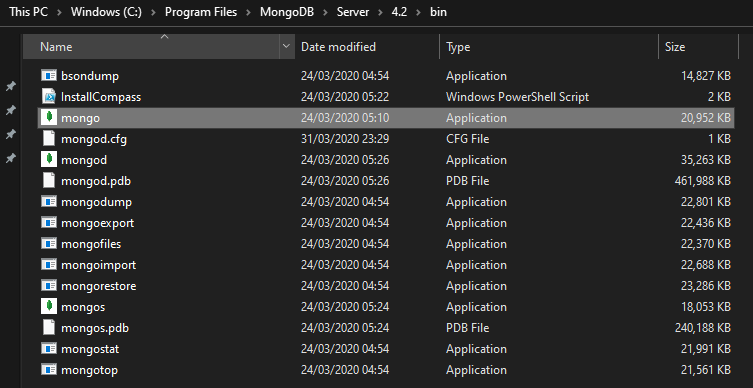 This PC > Windows (C:) > Program Files > MongoDB > Server > 4.2 > bin
Name Date modified Type Size
bsondump 24/03/2020 04:54 Application 14,827 KB
InstallCompass 24/03/2020 05:22 Windows PowerShell Script 2 KB
mongo 24/03/2020 05:10 Application 20,952 KB
mongod.cfg 31/03/2020 23:29 CFG File 1 KB
mongod 24/03/2020 05:26 Application 35,263 KB
mongod.pdb 24/03/2020 05:26 PDB File 461,988 KB
mongodump 24/03/2020 04:54 Application 22,801 KB
mongoexport 24/03/2020 04:54 Application 22,436 KB
mongofiles 24/03/2020 04:54 Application 22,370 KB
mongoimport 24/03/2020 04:54 Application 22,688 KB
mongorestore 24/03/2020 04:54 Application 23,286 KB
mongos 24/03/2020 05:24 Application 18,053 KB
mongos.pdb 24/03/2020 05:24 PDB File 240,188 KB
mongostat 24/03/2020 04:54 Application 21,991 KB
mongotop 24/03/2020 04:54 Application 21,561 KB